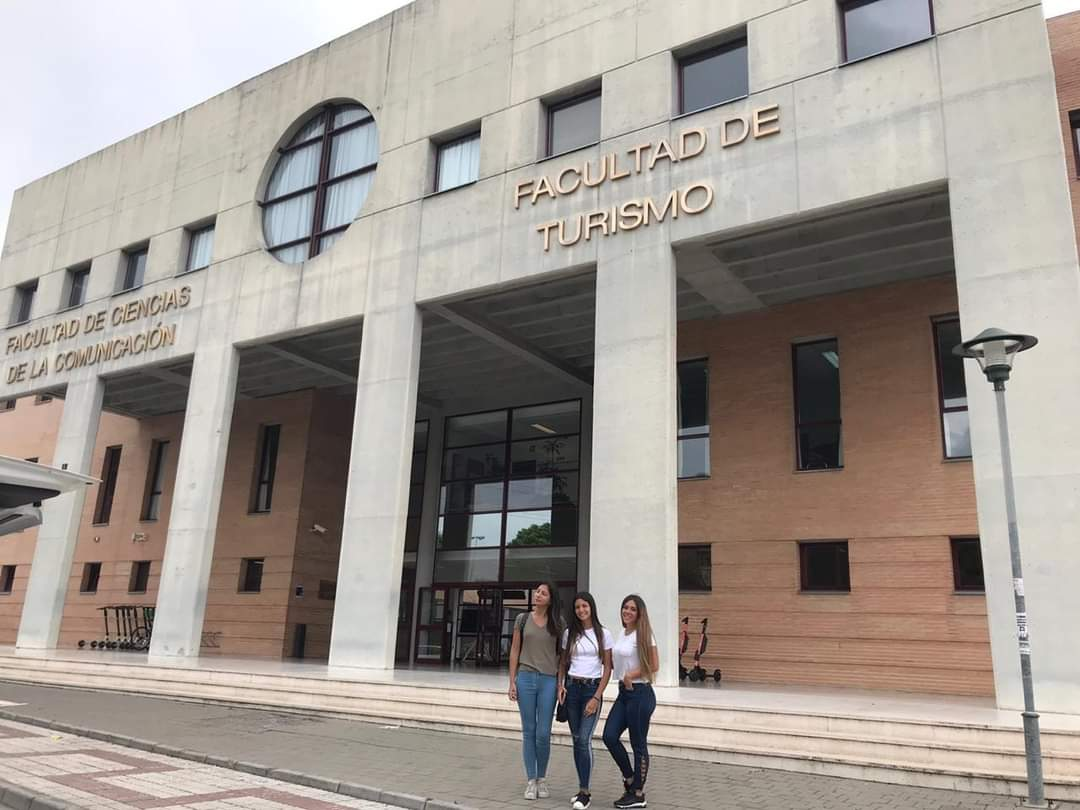 FACULTAD DE CIENCIAS
DE LA COMUNICACIÓN
FACULTAD DE
TURISMO